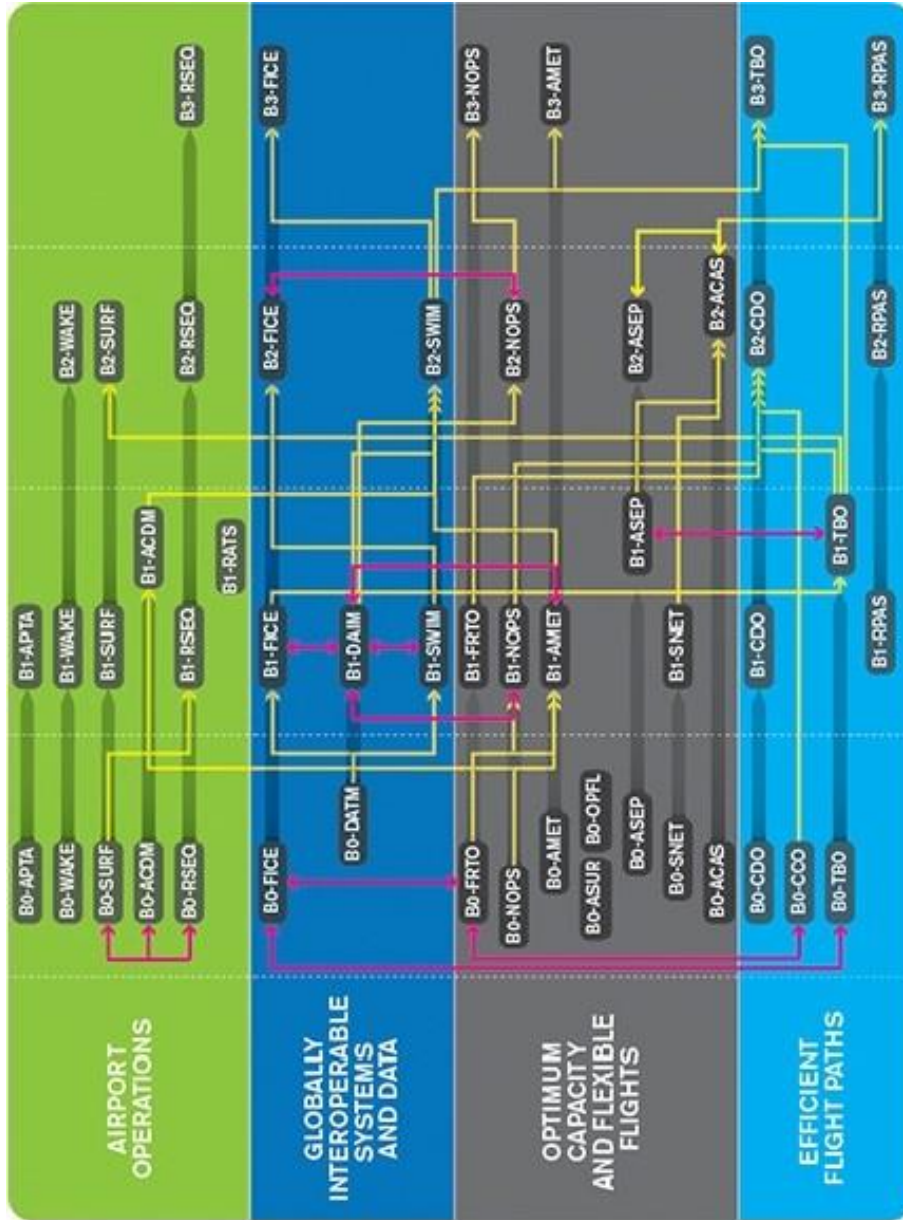 AIRPORT
OPERATIONS
B0-APTA
B1-APTA
B0-WAKE
B1-WAKE
B2-WAKE
B0-SURF
B1-SURF
B2-SURF
B0-ACDM
B1-ACDM
B0-RSEQ
B1-RSEQ
B2-RSEQ
B3-RSEQ
B1-RATS
GLOBALLY
INTEROPERABLE
SYSTEMS
AND DATA
B0-FICE
B1-FICE
B2-FICE
B3-FICE
B0-DATM
B1-DAIM
B1-SWIM
B2-SWIM
OPTIMUM
CAPACITY
AND FLEXIBLE
FLIGHTS
B0-FRTO
B1-FRTO
B0-NOPS
B1-NOPS
B2-NOPS
B3-NOPS
B0-AMET
B1-AMET
B3-AMET
B0-ASUR
B0-OPFL
B0-ASEP
B1-ASEP
B2-ASEP
B0-SNET
B1-SNET
B0-ACAS
B2-ACAS
EFFICIENT
FLIGHT PATHS
B0-CDO
B1-CDO
B2-CDO
B3-TBO
B0-CCO
B0-TBO
B1-TBO
B1-RPAS
B2-RPAS
B3-RPAS